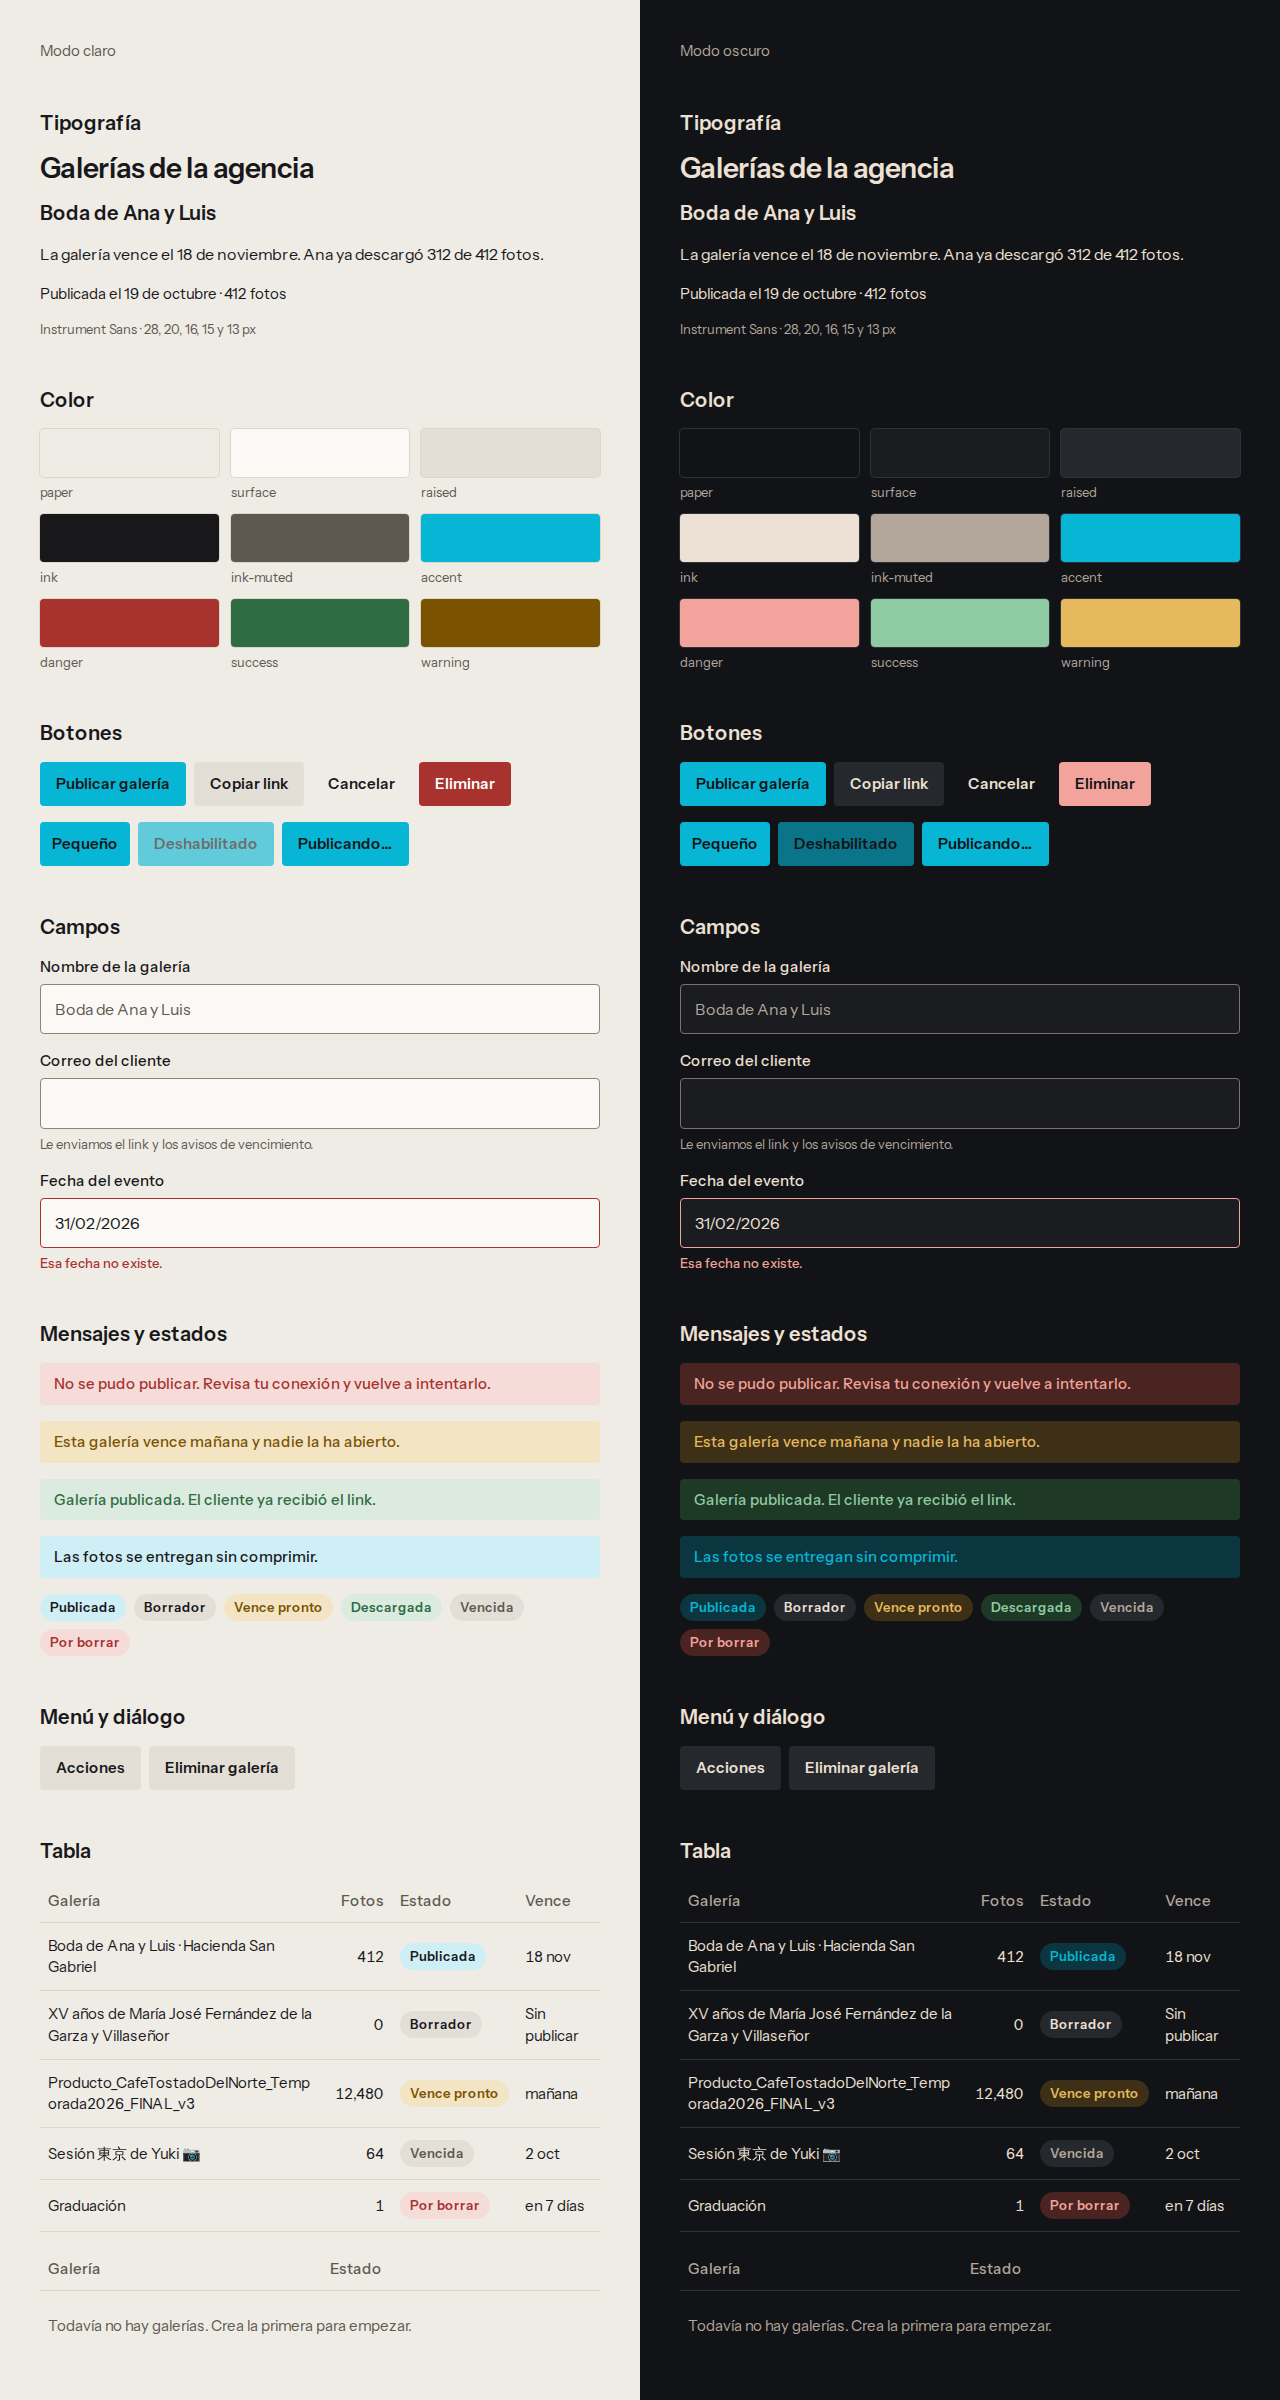 Modo claro
Tipografía
Galerías de la agencia
Boda de Ana y Luis
La galería vence el 18 de noviembre. Ana ya descargó 312 de 412 fotos.
Publicada el 19 de octubre · 412 fotos
Instrument Sans · 28, 20, 16, 15 y 13 px
Color
paper surface raised
ink ink-muted accent
danger success warning
Botones
Publicar galería Copiar link Cancelar Eliminar
Pequeño Deshabilitado Publicando...
Campos
Nombre de la galería
Boda de Ana y Luis
Correo del cliente
Le enviamos el link y los avisos de vencimiento.
Fecha del evento
31/02/2026
Esa fecha no existe.
Mensajes y estados
No se pudo publicar. Revisa tu conexión y vuelve a intentarlo.
Esta galería vence mañana y nadie la ha abierto.
Galería publicada. El cliente ya recibió el link.
Las fotos se entregan sin comprimir.
Publicada Borrador Vence pronto Descargada Vencida
Por borrar
Menú y diálogo
Acciones Eliminar galería
Tabla
Galería Fotos Estado Vence
Boda de Ana y Luis · Hacienda San
Gabriel 412 Publicada 18 nov
XV años de María José Fernández de la
Garza y Villaseñor 0 Borrador Sin
publicar
Producto_CafeTostadoDelNorte_Temp
orada2026_FINAL_v3 12,480 Vence pronto mañana
Sesión 東京 de Yuki 📷 64 Vencida 2 oct
Graduación 1 Por borrar en 7 días
Galería Estado
Todavía no hay galerías. Crea la primera para empezar.
Modo oscuro
Tipografía
Galerías de la agencia
Boda de Ana y Luis
La galería vence el 18 de noviembre. Ana ya descargó 312 de 412 fotos.
Publicada el 19 de octubre · 412 fotos
Instrument Sans · 28, 20, 16, 15 y 13 px
Color
paper surface raised
ink ink-muted accent
danger success warning
Botones
Publicar galería Copiar link Cancelar Eliminar
Pequeño Deshabilitado Publicando...
Campos
Nombre de la galería
Boda de Ana y Luis
Correo del cliente
Le enviamos el link y los avisos de vencimiento.
Fecha del evento
31/02/2026
Esa fecha no existe.
Mensajes y estados
No se pudo publicar. Revisa tu conexión y vuelve a intentarlo.
Esta galería vence mañana y nadie la ha abierto.
Galería publicada. El cliente ya recibió el link.
Las fotos se entregan sin comprimir.
Publicada Borrador Vence pronto Descargada Vencida
Por borrar
Menú y diálogo
Acciones Eliminar galería
Tabla
Galería Fotos Estado Vence
Boda de Ana y Luis · Hacienda San
Gabriel 412 Publicada 18 nov
XV años de María José Fernández de la
Garza y Villaseñor 0 Borrador Sin
publicar
Producto_CafeTostadoDelNorte_Temp
orada2026_FINAL_v3 12,480 Vence pronto mañana
Sesión 東京 de Yuki 📷 64 Vencida 2 oct
Graduación 1 Por borrar en 7 días
Galería Estado
Todavía no hay galerías. Crea la primera para empezar.